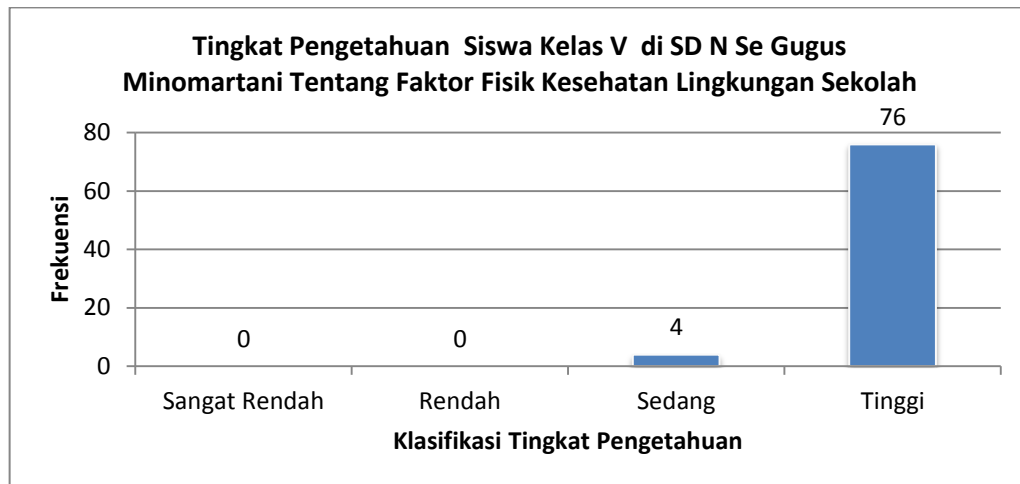 Tingkat Pengetahuan Siswa Kelas V di SD N Se Gugus
Minomartani Tentang Faktor Fisik Kesehatan Lingkungan Sekolah
Frekuensi
80
60
40
20
0
0
0
4
76
Sangat Rendah
Rendah
Sedang
Tinggi
Klasifikasi Tingkat Pengetahuan